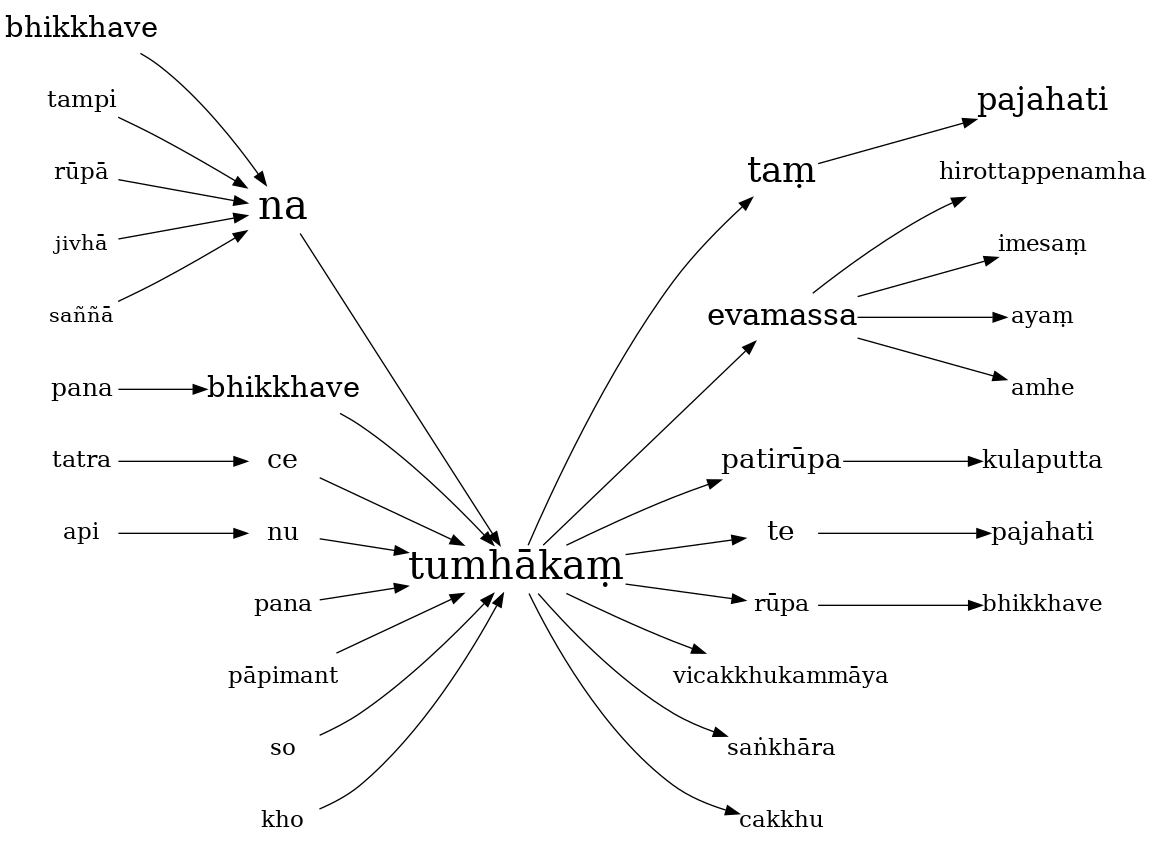 bhikkhave
tampi
rūpā
jivhā
saññā
na
pana
bhikkhave
tatra
ce
api
nu
pana
pāpimant
so
kho
tumhākaṃ
taṃ
pajahati
evamassa
hirottappenamha
imesaṃ
ayaṃ
amhe
patirūpa
kulaputta
te
pajahati
rūpa
bhikkhave
vicakkhukammāya
saṅkhāra
cakkhu